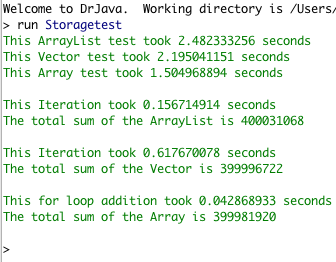 Welcome to DrJava.  Working directory is /Users/
> run Storagetest
This ArrayList test took 2.482333256 seconds
This Vector test took 2.195041151 seconds
This Array test took 1.504968894 seconds
This Iteration took 0.156714914 seconds
The total sum of the ArrayList is 400031068
This Iteration took 0.617670078 seconds
The total sum of the Vector is 399996722
This for loop addition took 0.042868933 seconds
The total sum of the Array is 399981920
>